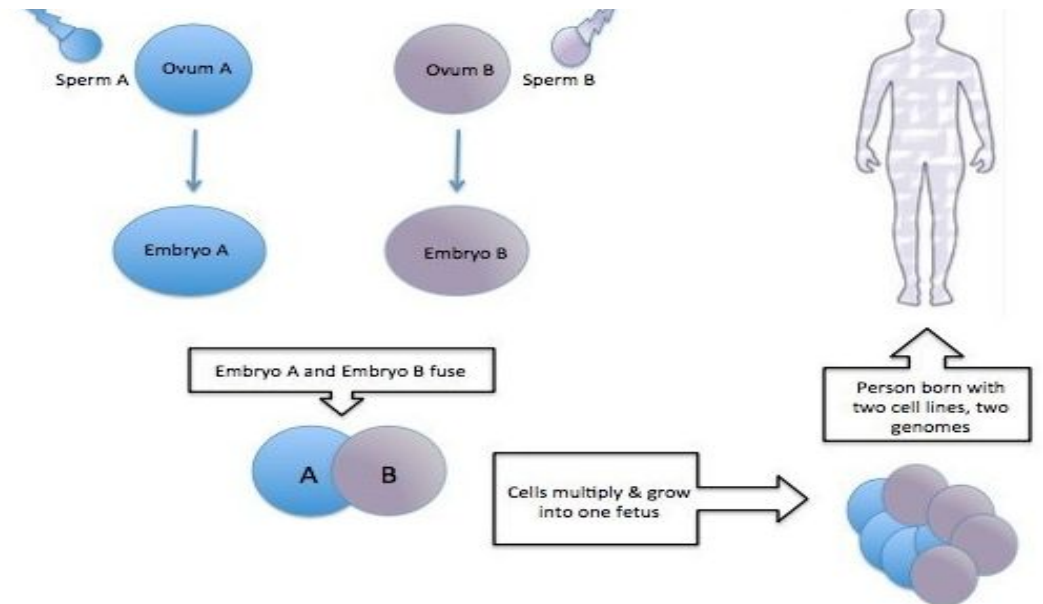 Sperm A
Ovum A
Ovum B
Sperm B
Embryo A
Embryo B
Embryo A and Embryo B fuse
A
B
Cells multiply & grow
into one fetus
Person born with
two cell lines, two
genomes